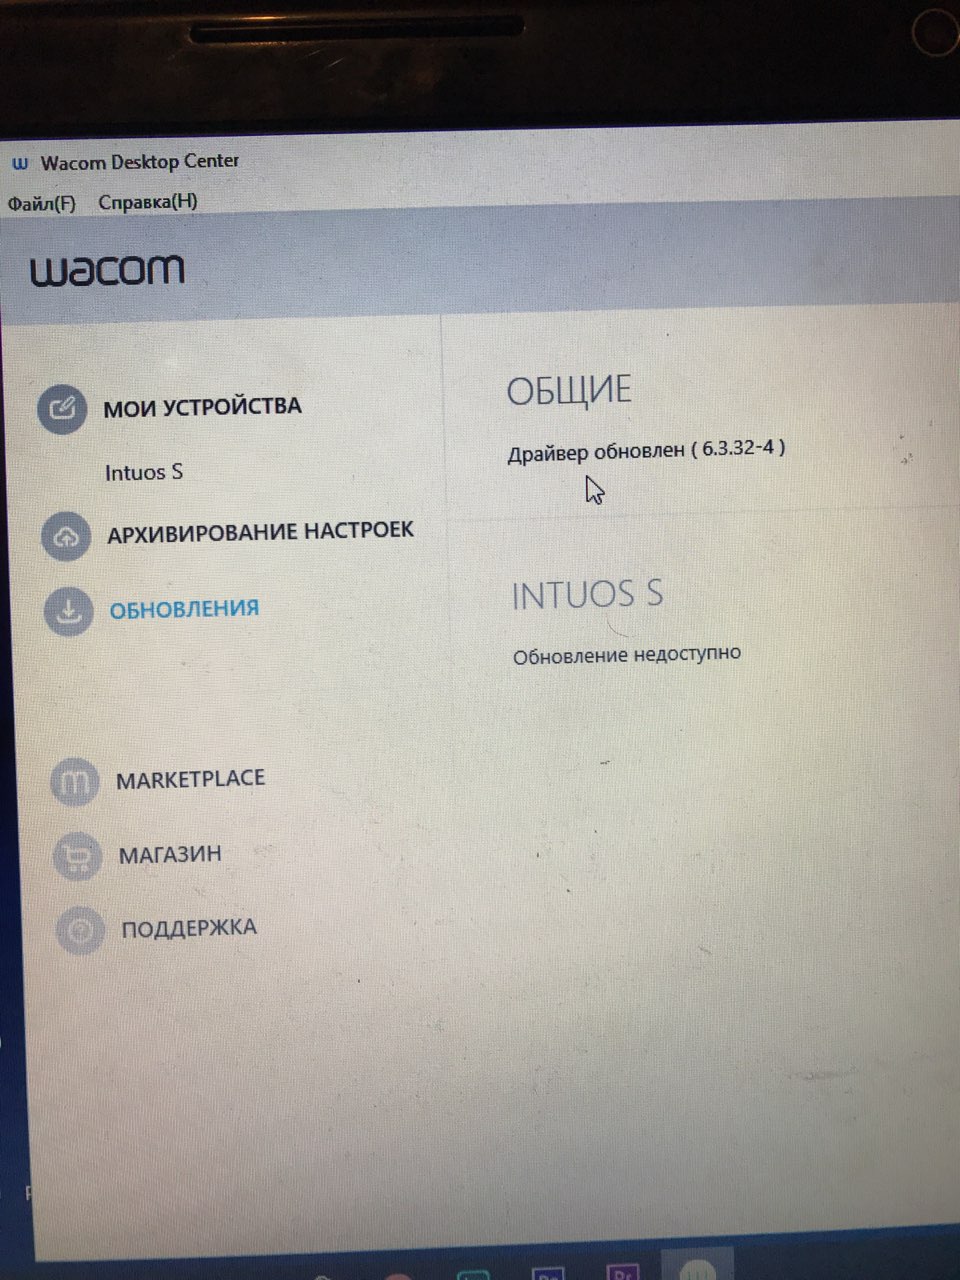 Wacom Desktop Center
Файл(F) Справка(H)
wacom
МОИ УСТРОЙСТВА
Intuos S
АРХИВИРОВАНИЕ НАСТРОЕК
ОБНОВЛЕНИЯ
MARKETPLACE
МАГАЗИН
ПОДДЕРЖКА
ОБЩИЕ
Драйвер обновлен ( 6.3.32-4 )
INTUOS S
Обновление недоступно
Pr